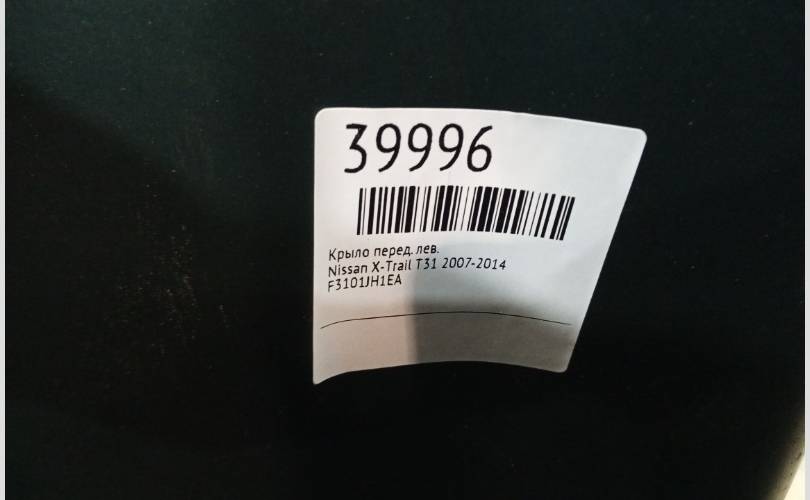 39996
Крыло перед. лев.
Nissan X-Trail T31 2007-2014
F3101JH1EA